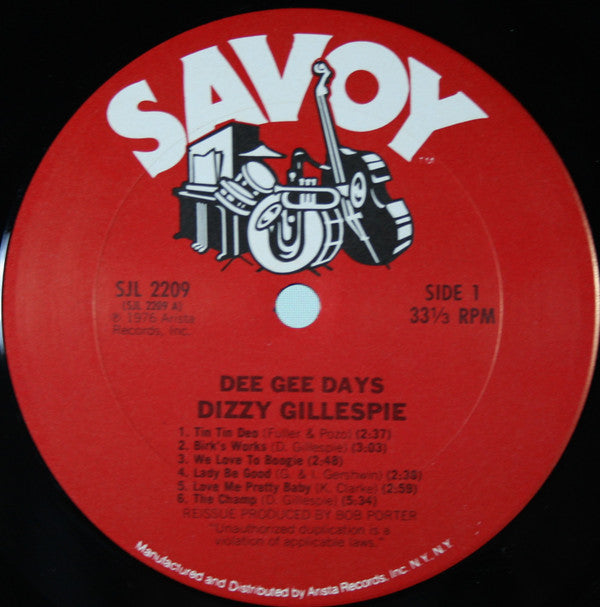 SAVOY
TM
SJL 2209
(SJL 2209 A)
℗ 1976 Arista
Records, Inc.
SIDE 1
33⅓ RPM
DEE GEE DAYS
DIZZY GILLESPIE
1. Tin Tin Deo (Fuller & Pozo) (2:37)
2. Birk's Works (D. Gillespie) (3:03)
3. We Love To Boogie (2:48)
4. Lady Be Good (G. & I. Gershwin) (2:38)
5. Love Me Pretty Baby (K. Clarke) (2:59)
6. The Champ (D. Gillespie) (5:34)
REISSUE PRODUCED BY BOB PORTER
"Unauthorized duplication is a
violation of applicable laws."
Manufactured and Distributed by Arista Records, Inc. N.Y. N.Y.